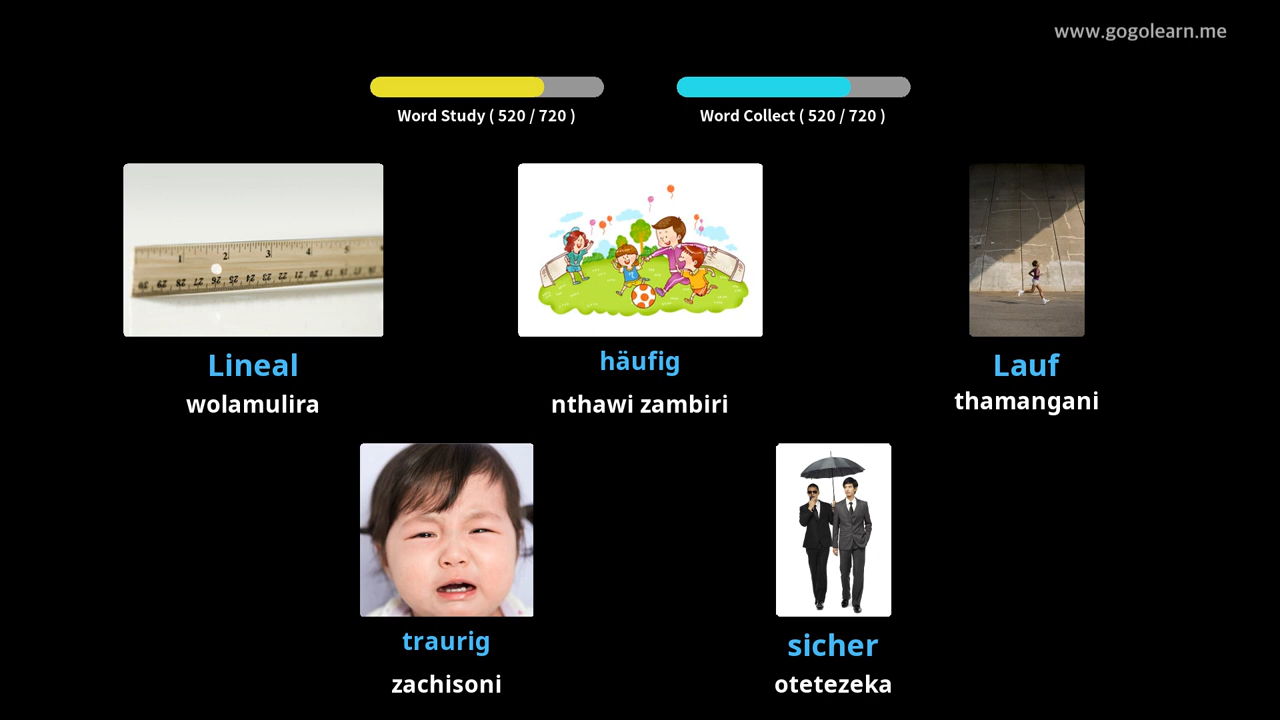 www.gogolearn.me
Word Study ( 520 / 720 )
Word Collect ( 520 / 720 )
Lineal
wolamulira
häufig
nthawi zambiri
Lauf
thamangani
traurig
zachisoni
sicher
otetezeka